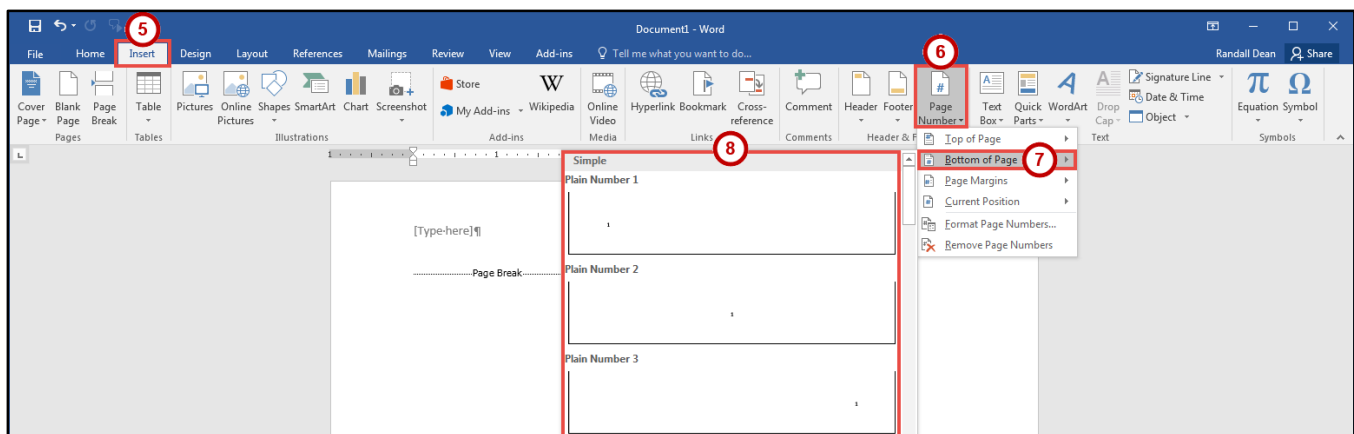 5
Document1 - Word
6
File Home Insert Design Layout References Mailings Review View Add-ins Tell me what you want to do... Randall Dean Share
Cover Page Blank Page Page Break Table Pictures Online Pictures Shapes SmartArt Chart Screenshot Store My Add-ins Wikipedia Online Video Hyperlink Bookmark Cross-reference Comment Header Footer Page Number # Text Box Quick Parts WordArt Drop Cap Signature Line Date & Time Object Equation Symbol
Pages Tables Illustrations Add-ins Media Links Comments Header & F Text Symbols
8
Top of Page
Bottom of Page 7
Page Margins
Current Position
Format Page Numbers...
Remove Page Numbers
1 1
Simple
Plain Number 1
1
[Type·here]¶
Page Break
Plain Number 2
1
Plain Number 3
1